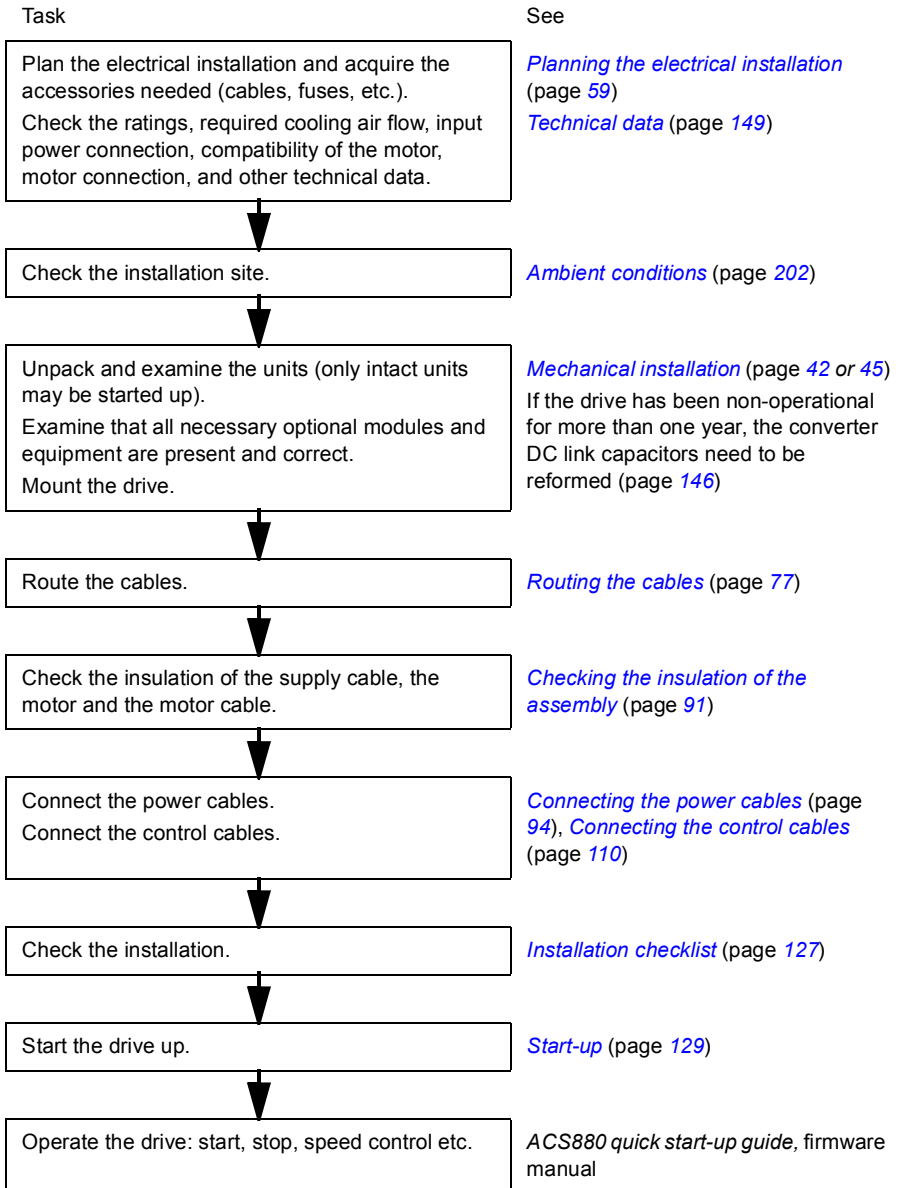 Task
See
Plan the electrical installation and acquire the
accessories needed (cables, fuses, etc.).
Check the ratings, required cooling air flow, input
power connection, compatibility of the motor,
motor connection, and other technical data.
Planning the electrical installation
(page 59)
Technical data (page 149)
Check the installation site.
Ambient conditions (page 202)
Unpack and examine the units (only intact units
may be started up).
Examine that all necessary optional modules and
equipment are present and correct.
Mount the drive.
Mechanical installation (page 42 or 45)
If the drive has been non-operational
for more than one year, the converter
DC link capacitors need to be
reformed (page 146)
Route the cables.
Routing the cables (page 77)
Check the insulation of the supply cable, the
motor and the motor cable.
Checking the insulation of the
assembly (page 91)
Connect the power cables.
Connect the control cables.
Connecting the power cables (page
94), Connecting the control cables
(page 110)
Check the installation.
Installation checklist (page 127)
Start the drive up.
Start-up (page 129)
Operate the drive: start, stop, speed control etc.
ACS880 quick start-up guide, firmware
manual